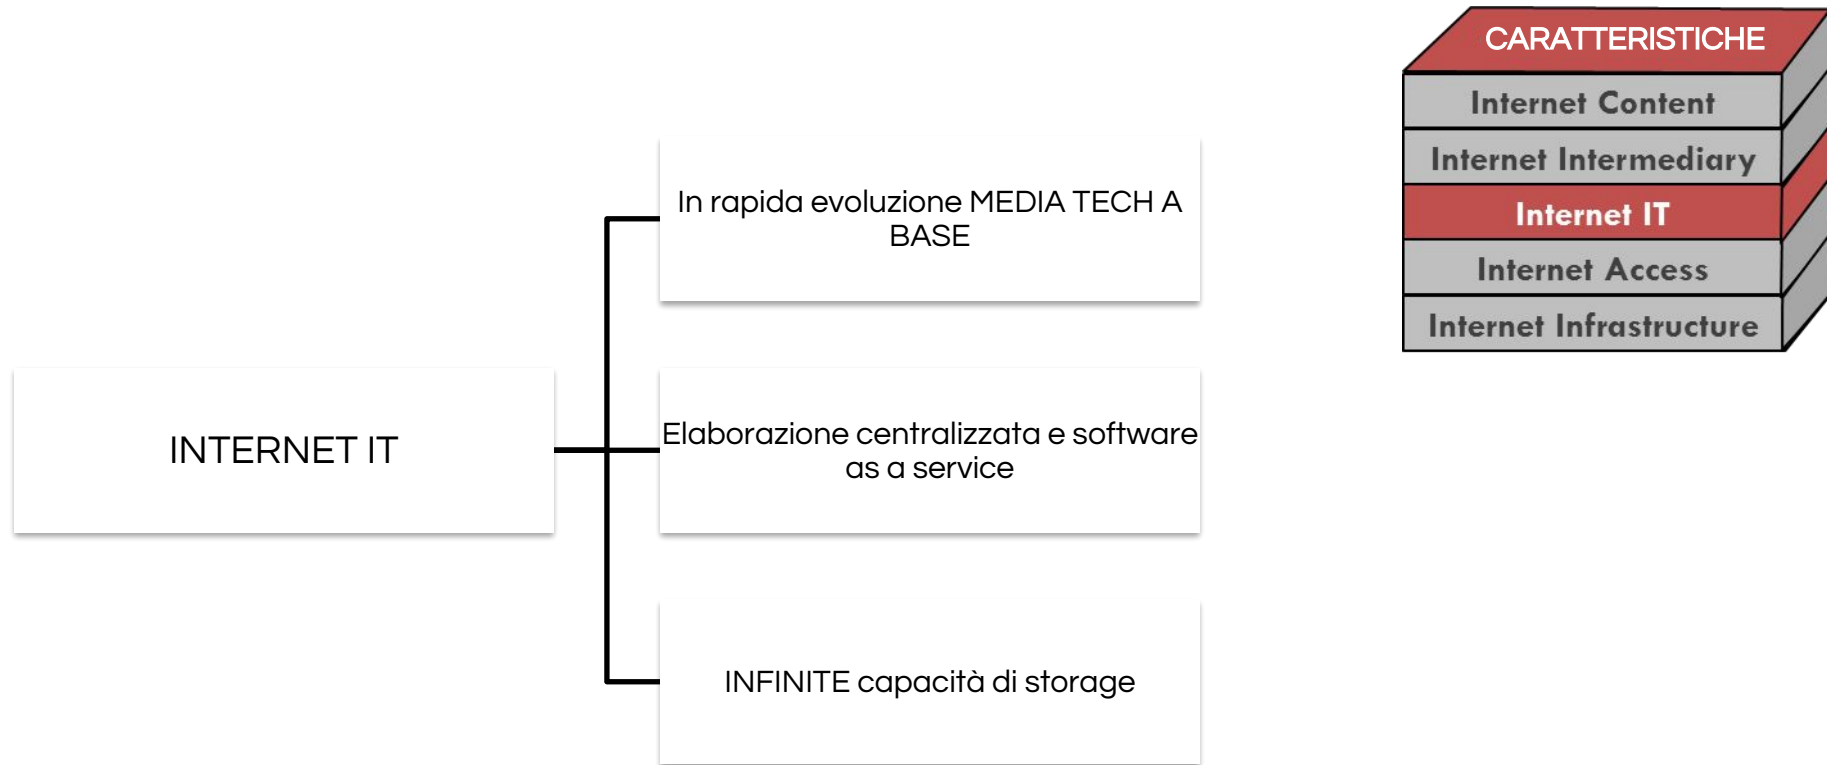 CARATTERISTICHE
Internet Content
Internet Intermediary
Internet IT
Internet Access
Internet Infrastructure
INTERNET IT
In rapida evoluzione MEDIA TECH A
BASE
Elaborazione centralizzata e software
as a service
INFINITE capacità di storage